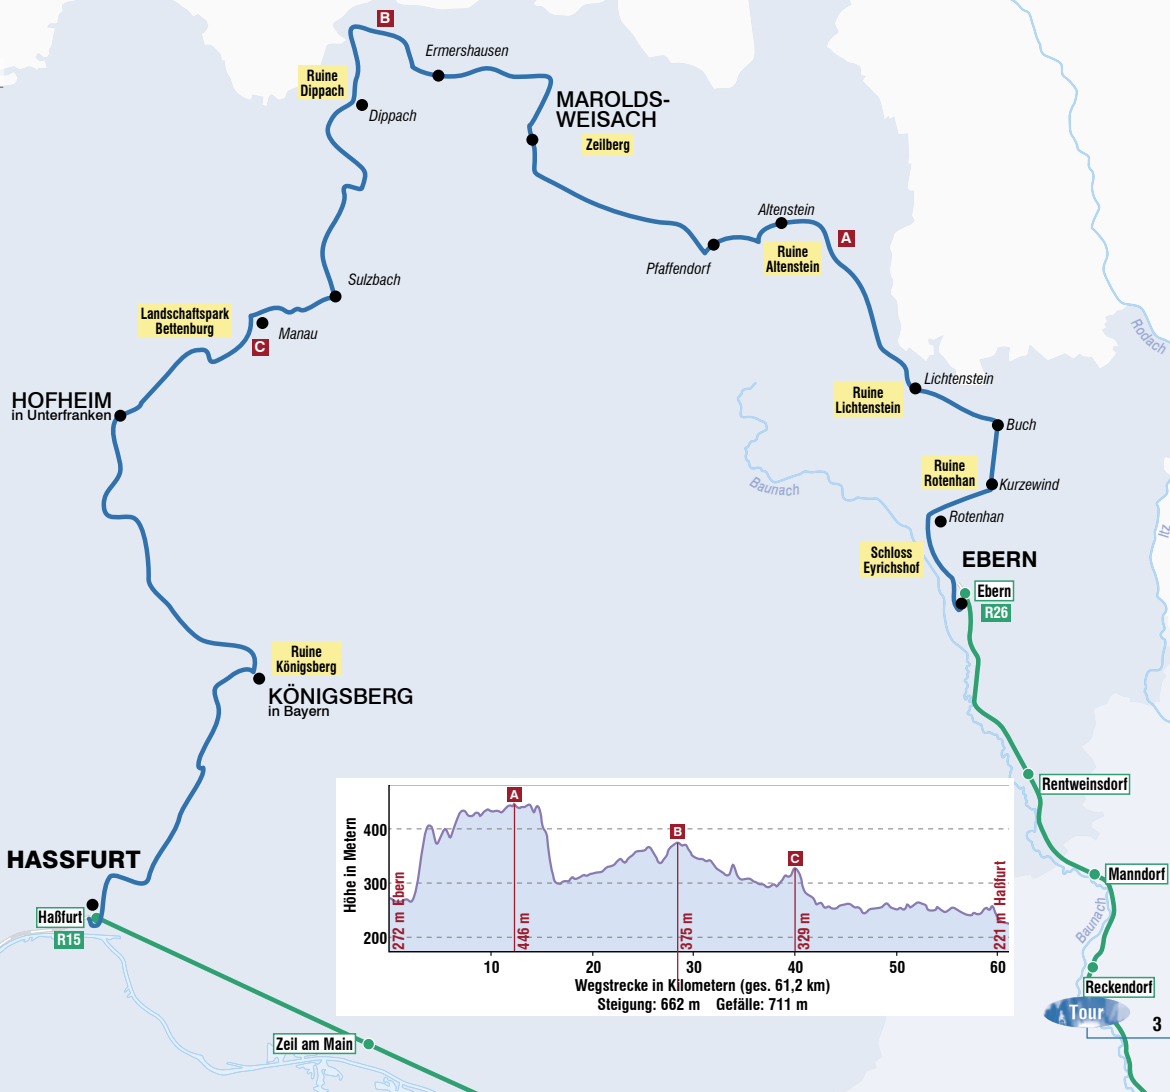 B
Ermershausen
Ruine
Dippach
Dippach
MAROLDS-
WEISACH
Zeilberg
Altenstein
A
Pfaffendorf
Ruine
Altenstein
Sulzbach
Landschaftspark
Bettenburg
Manau
C
Rodach
HOFHEIM
in Unterfranken
Lichtenstein
Ruine
Lichtenstein
Buch
Ruine
Rotenhan
Kurzewind
Baunach
Rotenhan
Itz
Schloss
Eyrichshof
EBERN
Ebern
R26
Ruine
Königsberg
KÖNIGSBERG
in Bayern
Rentweinsdorf
HASSFURT
Haßfurt
R15
Manndorf
Baunach
Reckendorf
Tour
3
Zeil am Main
Höhe in Metern
400
300
200
A
B
C
272 m Ebern
446 m
375 m
329 m
221 m Haßfurt
10 20 30 40 50 60
Wegstrecke in Kilometern (ges. 61,2 km)
Steigung: 662 m Gefälle: 711 m